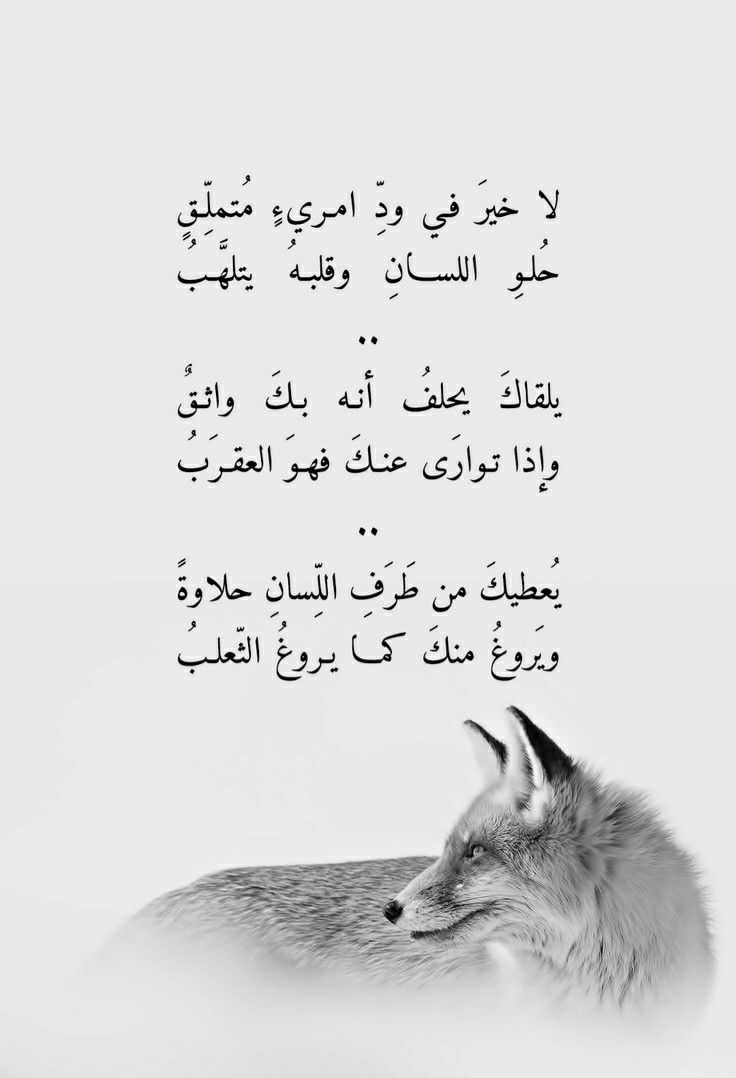 لا خيرَ في ودِّ امريءٍ مُتملِّقٍ
حُلوِ اللسانِ وقلبهُ يتلهَّبُ
..
يلقاكَ يحلفُ أنه بكَ واثقٌ
وإذا توارَى عنكَ فهوَ العقرَبُ
..
يُعطيكَ من طَرَفِ اللِّسانِ حلاوةً
ويَروغُ منكَ كما يروغُ الثّعلبُ